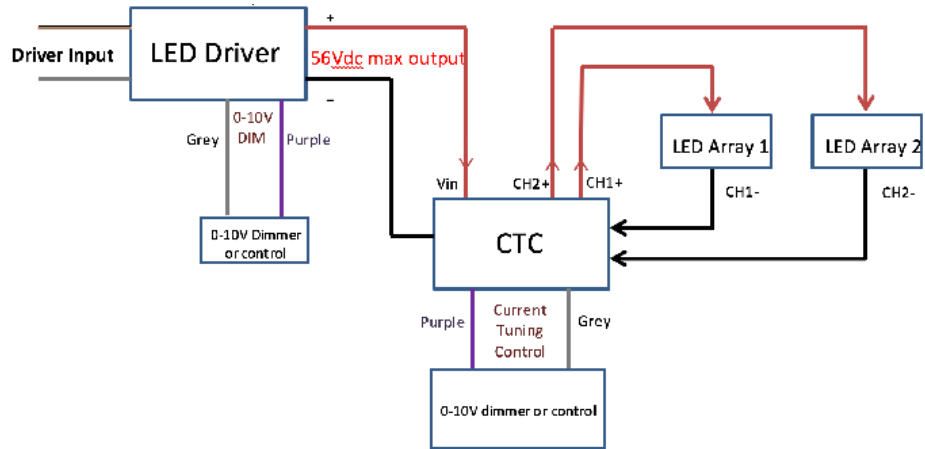 +
Driver Input
LED Driver
56Vdc max output
−
Grey
0-10V
DIM
Purple
0-10V Dimmer
or control
Vin
CH2+
CH1+
LED Array 1
LED Array 2
CH1-
CH2-
CTC
Purple
Current
Tuning
Control
Grey
0-10V dimmer or control